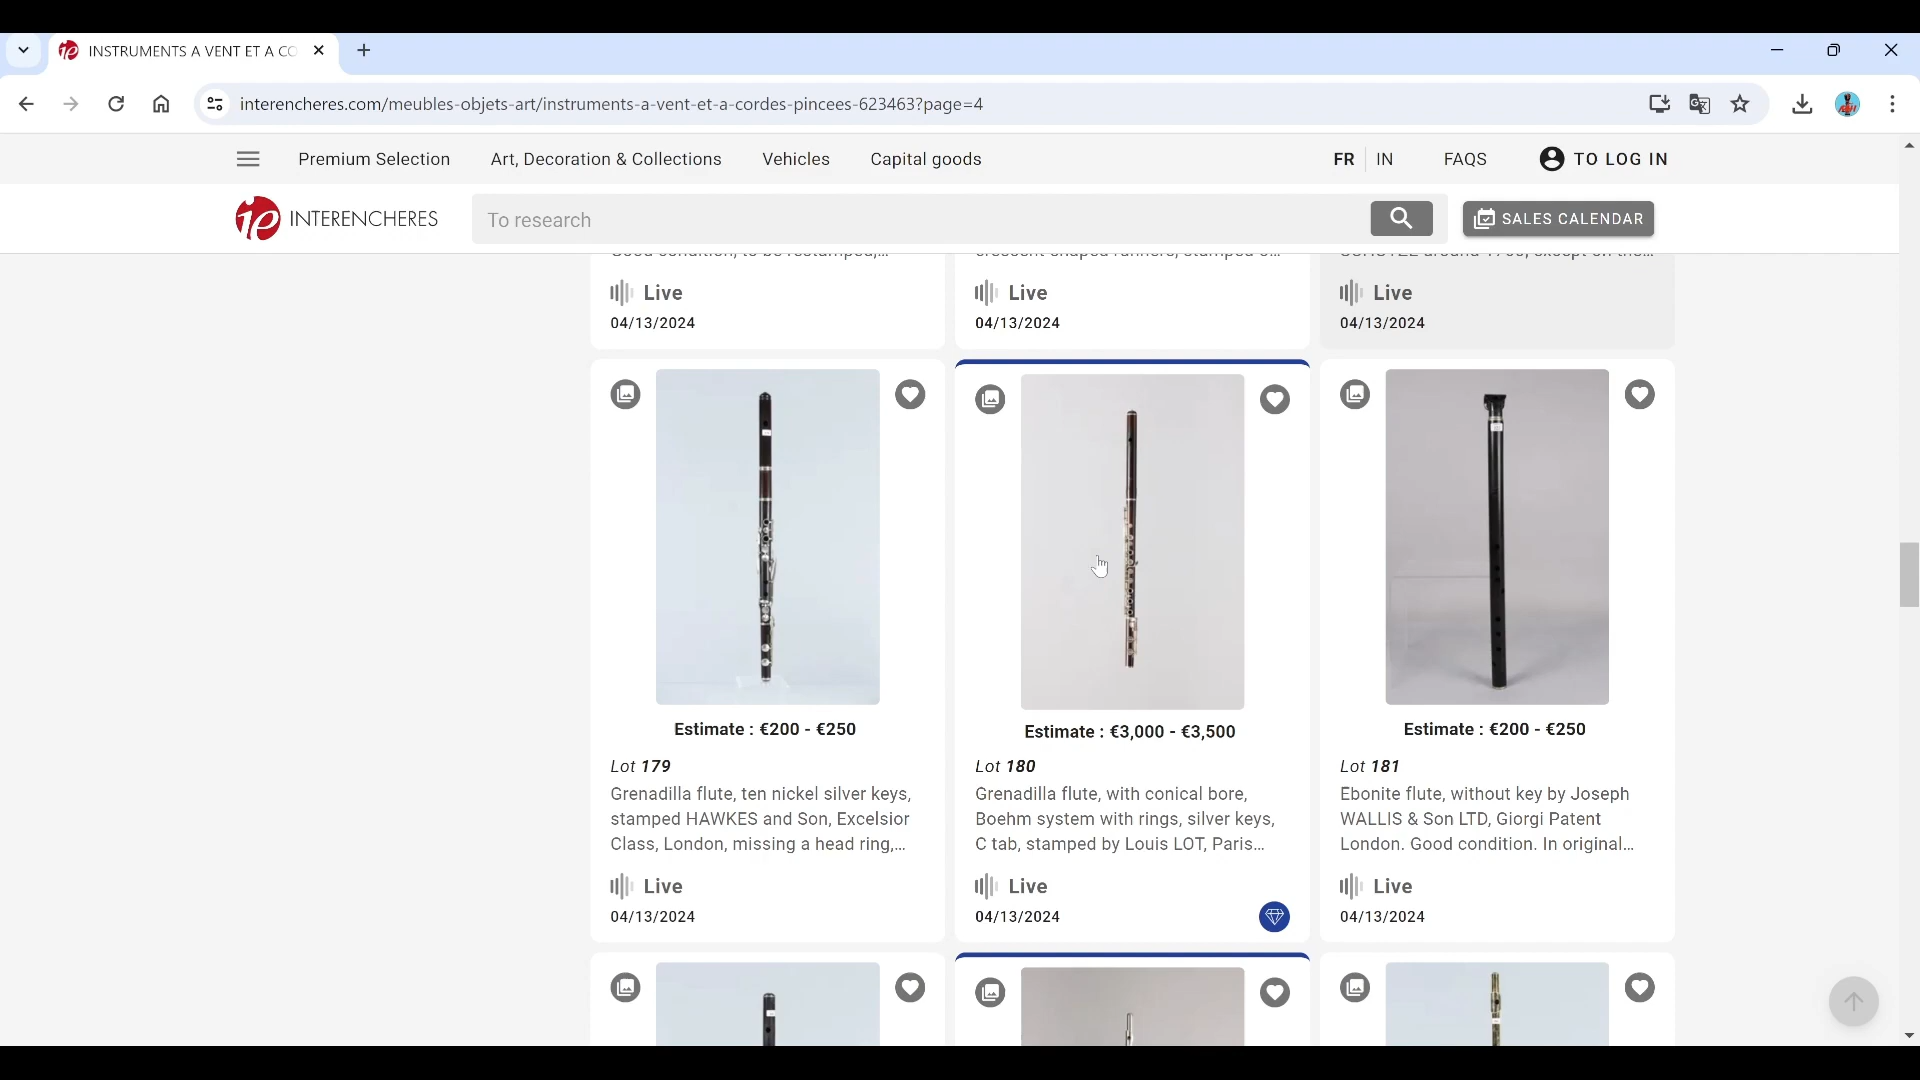 INSTRUMENTS A VENT ET A CO
interencheres.com/meubles-objets-art/instruments-a-vent-et-a-cordes-pincees-623463?page=4
Premium Selection
Art, Decoration & Collections
Vehicles
Capital goods
FR
IN
FAQS
TO LOG IN
INTERENCHERES
To research
SALES CALENDAR
Live
Live
Live
04/13/2024
04/13/2024
04/13/2024
Estimate : €200 - €250
Lot 179
Grenadilla flute, ten nickel silver keys,
stamped HAWKES and Son, Excelsior
Class, London, missing a head ring,...
Live
04/13/2024
Estimate : €3,000 - €3,500
Lot 180
Grenadilla flute, with conical bore,
Boehm system with rings, silver keys,
C tab, stamped by Louis LOT, Paris...
Live
04/13/2024
Estimate : €200 - €250
Lot 181
Ebonite flute, without key by Joseph
WALLIS & Son LTD, Giorgi Patent
London. Good condition. In original...
Live
04/13/2024